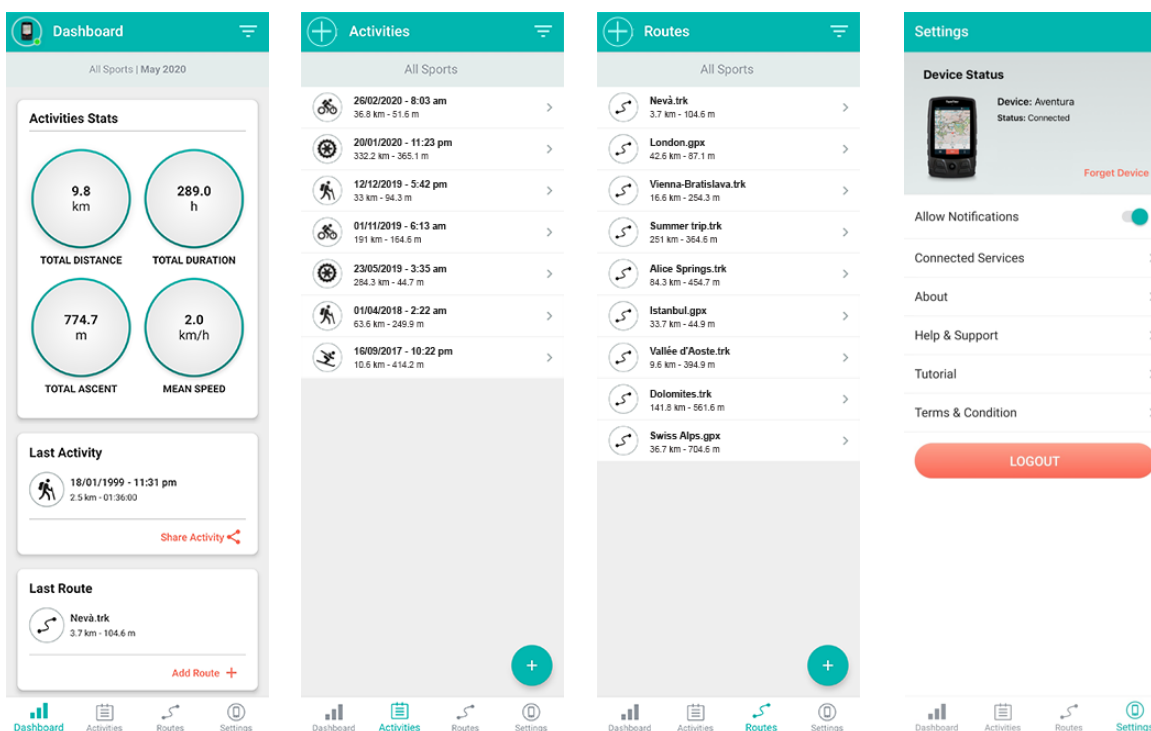 Dashboard
All Sports | May 2020
Activities Stats
9.8
km
289.0
h
TOTAL DISTANCE
TOTAL DURATION
774.7
m
2.0
km/h
TOTAL ASCENT
MEAN SPEED
Last Activity
18/01/1999 - 11:31 pm
2.5 km - 01:36:00
Share Activity
Last Route
Nevà.trk
3.7 km - 104.6 m
Add Route +
Dashboard
Activities
Routes
Settings
Activities
All Sports
26/02/2020 - 8:03 am
36.8 km - 51.6 m
20/01/2020 - 11:23 pm
332.2 km - 365.1 m
12/12/2019 - 5:42 pm
33 km - 94.3 m
01/11/2019 - 6:13 am
191 km - 164.6 m
23/05/2019 - 3:35 am
284.3 km - 44.7 m
01/04/2018 - 2:22 am
63.6 km - 249.9 m
16/09/2017 - 10:22 pm
10.6 km - 414.2 m
Dashboard
Activities
Routes
Settings
Routes
All Sports
Nevà.trk
3.7 km - 104.6 m
London.gpx
42.6 km - 87.1 m
Vienna-Bratislava.trk
16.6 km - 254.3 m
Summer trip.trk
251 km - 364.6 m
Alice Springs.trk
84.3 km - 454.7 m
Istanbul.gpx
33.7 km - 44.9 m
Vallée d'Aoste.trk
9.6 km - 394.9 m
Dolomites.trk
141.8 km - 561.6 m
Swiss Alps.gpx
36.7 km - 704.6 m
Dashboard
Activities
Routes
Settings
Settings
Device Status
Device: Aventura
Status: Connected
Forget Device
Allow Notifications
Connected Services
About
Help & Support
Tutorial
Terms & Condition
LOGOUT
Dashboard
Activities
Routes
Settings